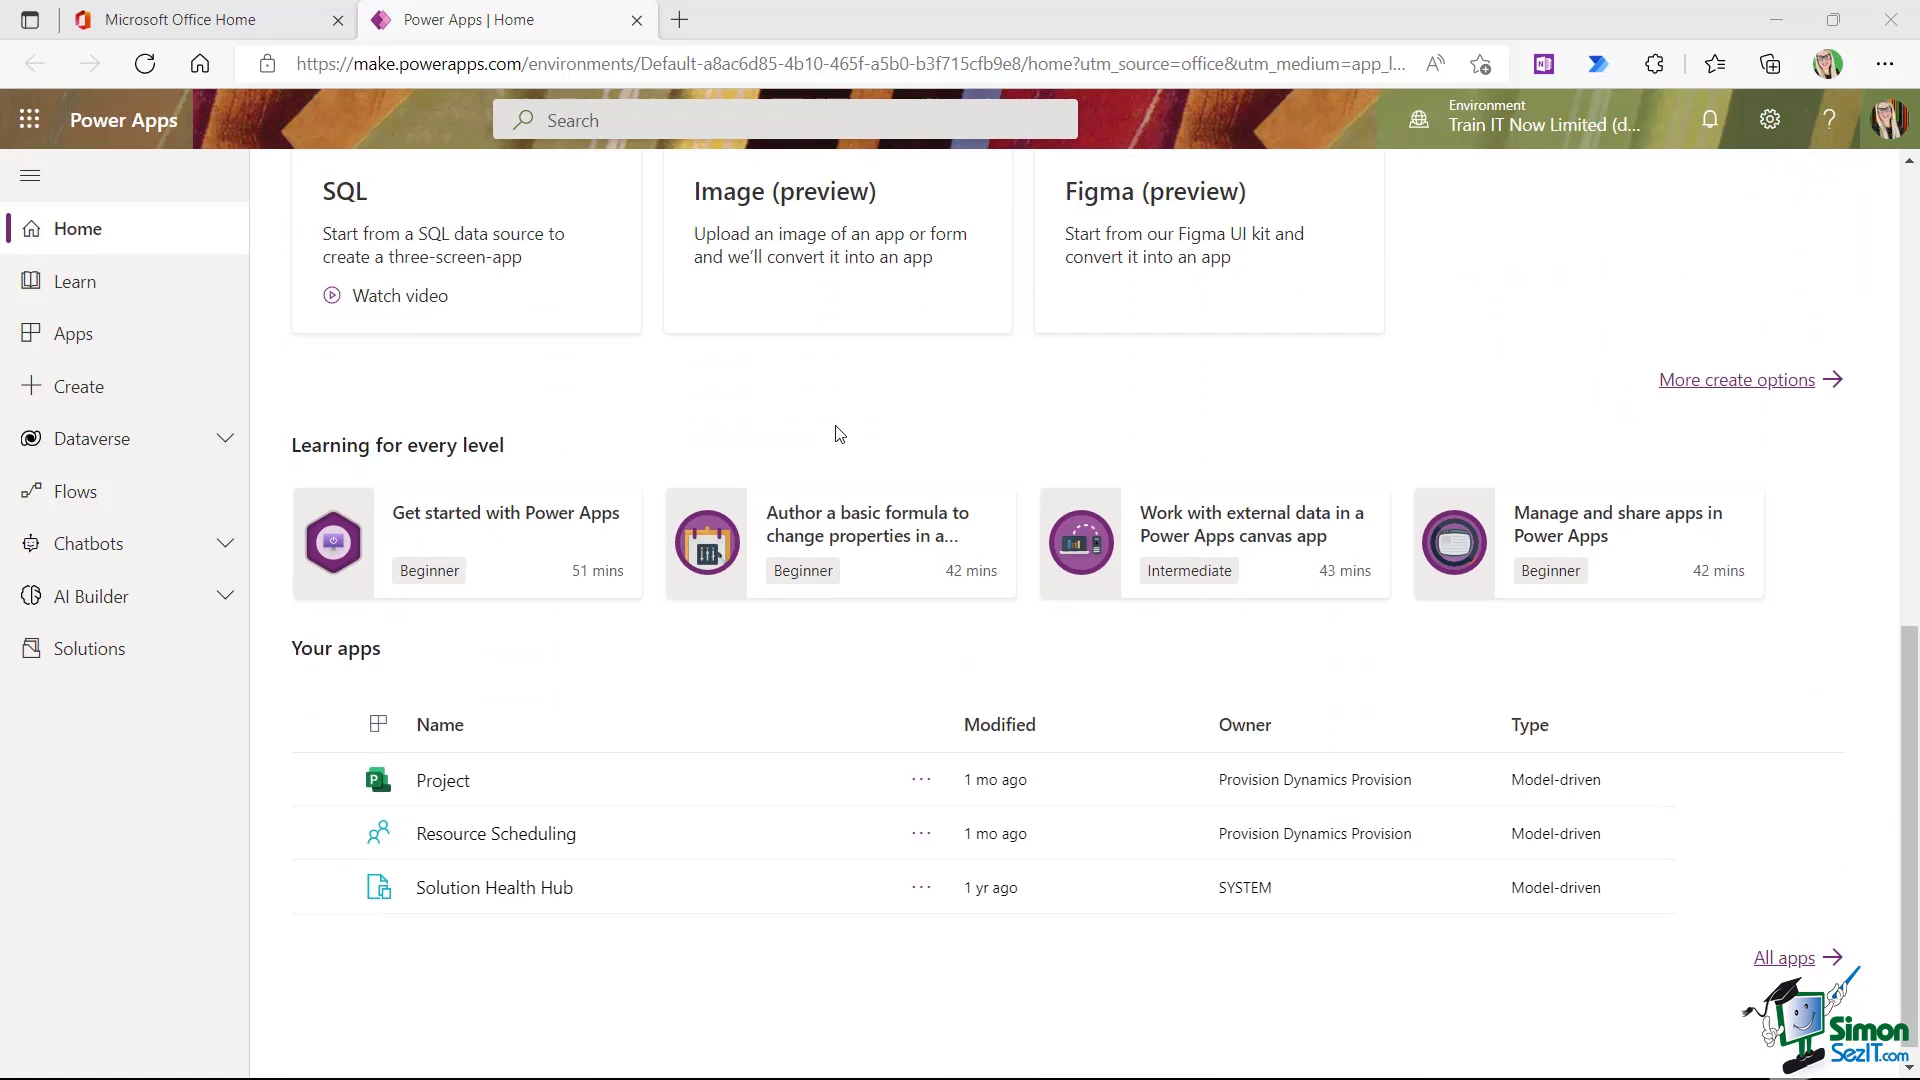 Microsoft Office Home
Power Apps | Home
https://make.powerapps.com/environments/Default-a8ac6d85-4b10-465f-a5b0-b3f715cfb9e8/home?utm_source=office&utm_medium=app_l...
Power Apps
Search
Environment
Train IT Now Limited (d...
Home
Learn
Apps
Create
Dataverse
Flows
Chatbots
AI Builder
Solutions
SQL
Start from a SQL data source to
create a three-screen-app
Watch video
Image (preview)
Upload an image of an app or form
and we'll convert it into an app
Figma (preview)
Start from our Figma UI kit and
convert it into an app
More create options
Learning for every level
Get started with Power Apps
Beginner 51 mins
Author a basic formula to
change properties in a...
Beginner 42 mins
Work with external data in a
Power Apps canvas app
Intermediate 43 mins
Manage and share apps in
Power Apps
Beginner 42 mins
Your apps
Name Modified Owner Type
Project ... 1 mo ago Provision Dynamics Provision Model-driven
Resource Scheduling ... 1 mo ago Provision Dynamics Provision Model-driven
Solution Health Hub ... 1 yr ago SYSTEM Model-driven
All apps
Simon
SezIT.com